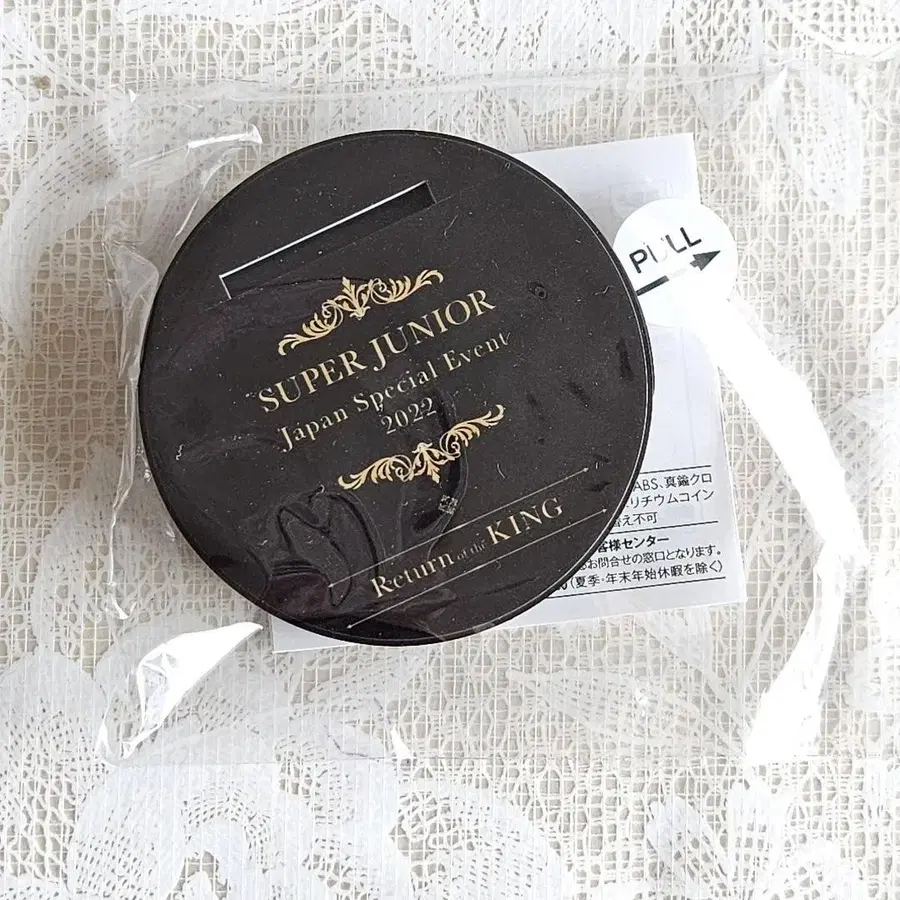 PULL
SUPER JUNIOR
Japan Special Event
2022
Return of the KING
ABS、真鍮クロ
リチウムコイン
替え不可
客様センター
お問合せの窓口となります。
(夏季・年末年始休暇を除く)